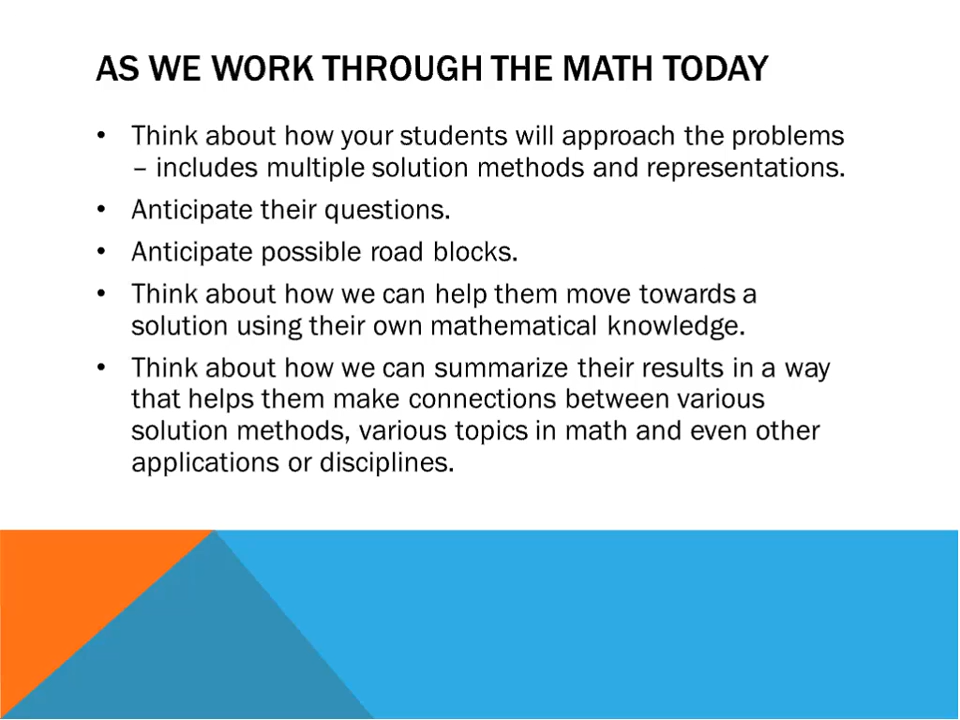 AS WE WORK THROUGH THE MATH TODAY
• Think about how your students will approach the problems
– includes multiple solution methods and representations.
• Anticipate their questions.
• Anticipate possible road blocks.
• Think about how we can help them move towards a
solution using their own mathematical knowledge.
• Think about how we can summarize their results in a way
that helps them make connections between various
solution methods, various topics in math and even other
applications or disciplines.